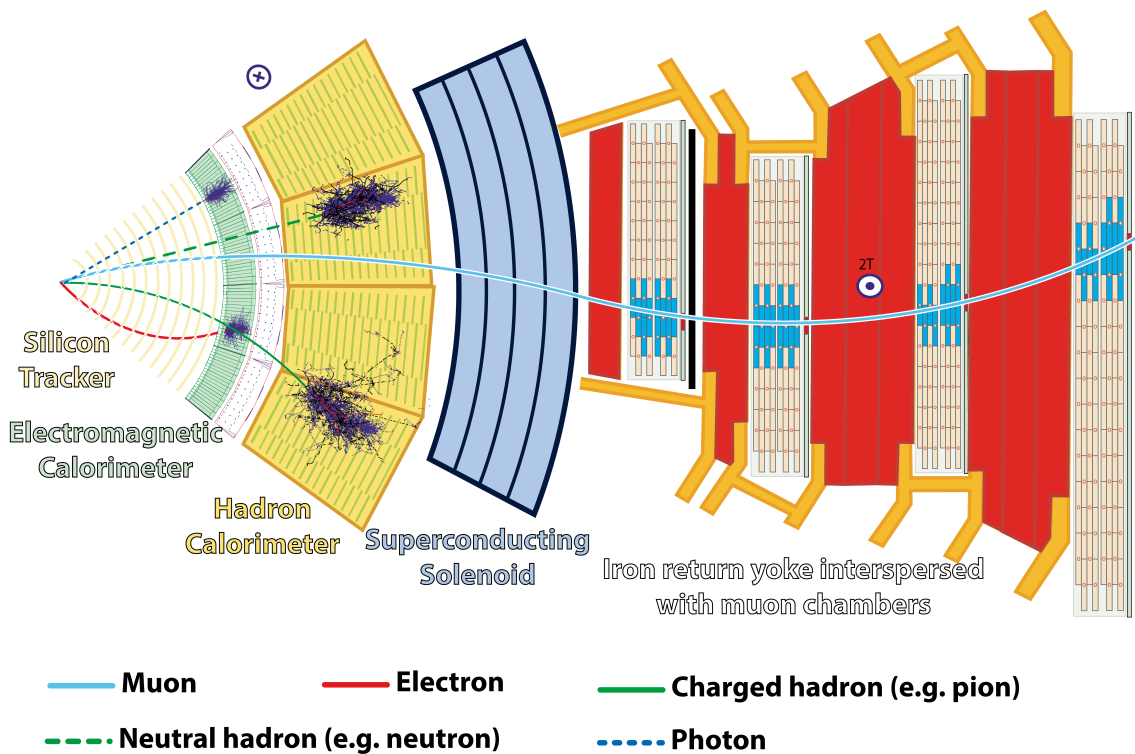 2T
Silicon
Tracker
Electromagnetic
Calorimeter
Hadron
Calorimeter
Superconducting
Solenoid
Iron return yoke interspersed
with muon chambers
Muon
Electron
Charged hadron (e.g. pion)
Neutral hadron (e.g. neutron)
Photon